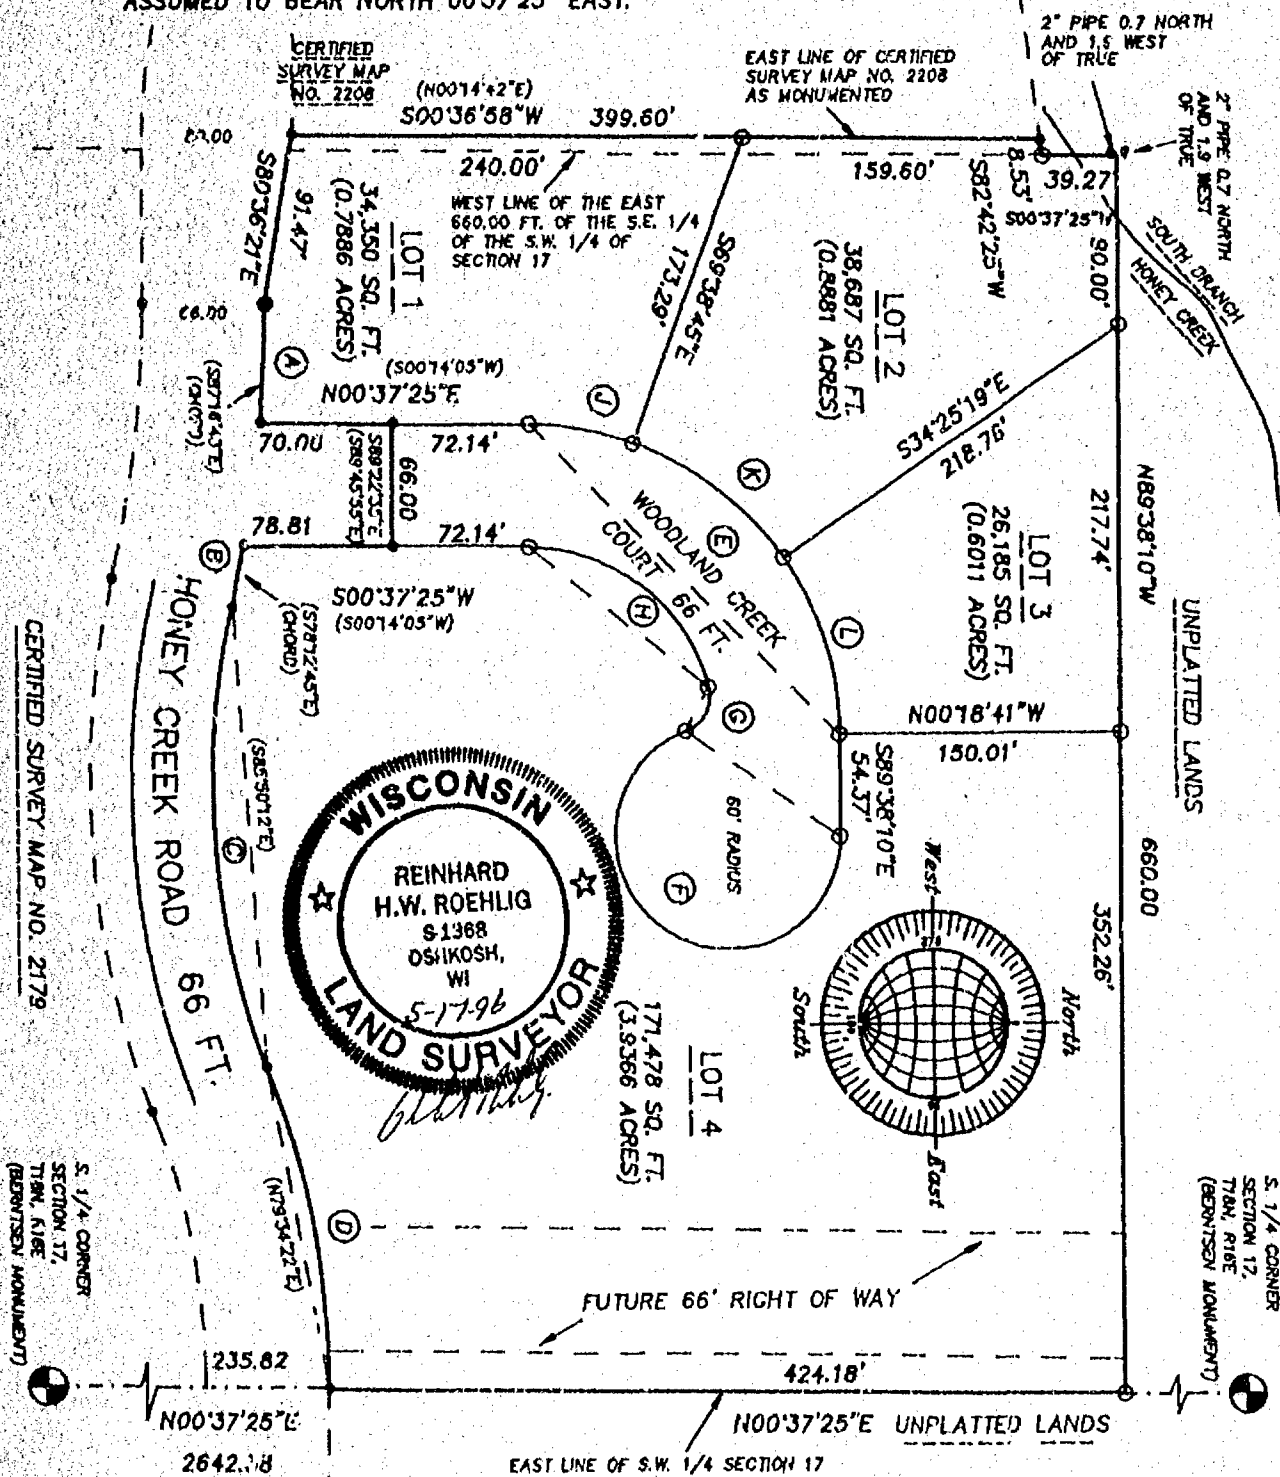 ASSUMED TO BEAR NORTH 00°37'25" EAST.
2" PIPE 0.7 NORTH
AND 1.5 WEST
OF TRUE
CERTIFIED
SURVEY MAP
NO. 2208
(N00°14'42"E)
S00°36'58"W 399.60'
EAST LINE OF CERTIFIED
SURVEY MAP NO. 2208
AS MONUMENTED
2" PIPE 0.7 NORTH
AND 1.9 WEST
OF TRUE
240.00'
159.60'
8.53'
S82°42'25"W
39.27
S00°37'25"W
90.00'
SOUTH BRANCH
HONEY CREEK
S80°36'21"E
91.47'
WEST LINE OF THE EAST
660.00 FT. OF THE S.E. 1/4
OF THE S.W. 1/4 OF
SECTION 17
LOT 1
34,350 SQ. FT.
(0.7886 ACRES)
S69°38'45"E
173.29'
LOT 2
38,687 SQ. FT.
(0.8881 ACRES)
66.00
A
(S00°14'05"W)
N00°37'25"E
(CHORD)
70.00
72.14'
J
K
S34°25'19"E
218.76'
N89°38'10"W
217.74'
LOT 3
26,185 SQ. FT.
(0.6011 ACRES)
S89°22'35"E
(S89°45'55"E)
66.00
78.81
72.14'
B
WOODLAND CREEK
COURT 66 FT.
E
H
L
S00°37'25"W
(S00°14'05"W)
(S78°12'45"E)
(CHORD)
UNPLATTED LANDS
N00°18'41"W
150.01'
G
S89°38'10"E
54.37'
CERTIFIED SURVEY MAP NO. 2179
HONEY CREEK ROAD 66 FT.
(S85°50'12"E)
C
60' RADIUS
F
660.00
352.26'
WISCONSIN
REINHARD
H.W. ROEHLIG
S-1368
OSHKOSH,
WI
5-17-96
LAND SURVEYOR
West
North
South
East
LOT 4
171,478 SQ. FT.
(3.9366 ACRES)
S. 1/4 CORNER
SECTION 17,
T18N, R16E
(BERNTSEN MONUMENT)
S. 1/4 CORNER
SECTION 17,
T18N, R16E
(BERNTSEN MONUMENT)
(N79°34'22"E)
D
FUTURE 66' RIGHT OF WAY
235.82
424.18'
N00°37'25"E
N00°37'25"E UNPLATTED LANDS
EAST LINE OF S.W. 1/4 SECTION 17